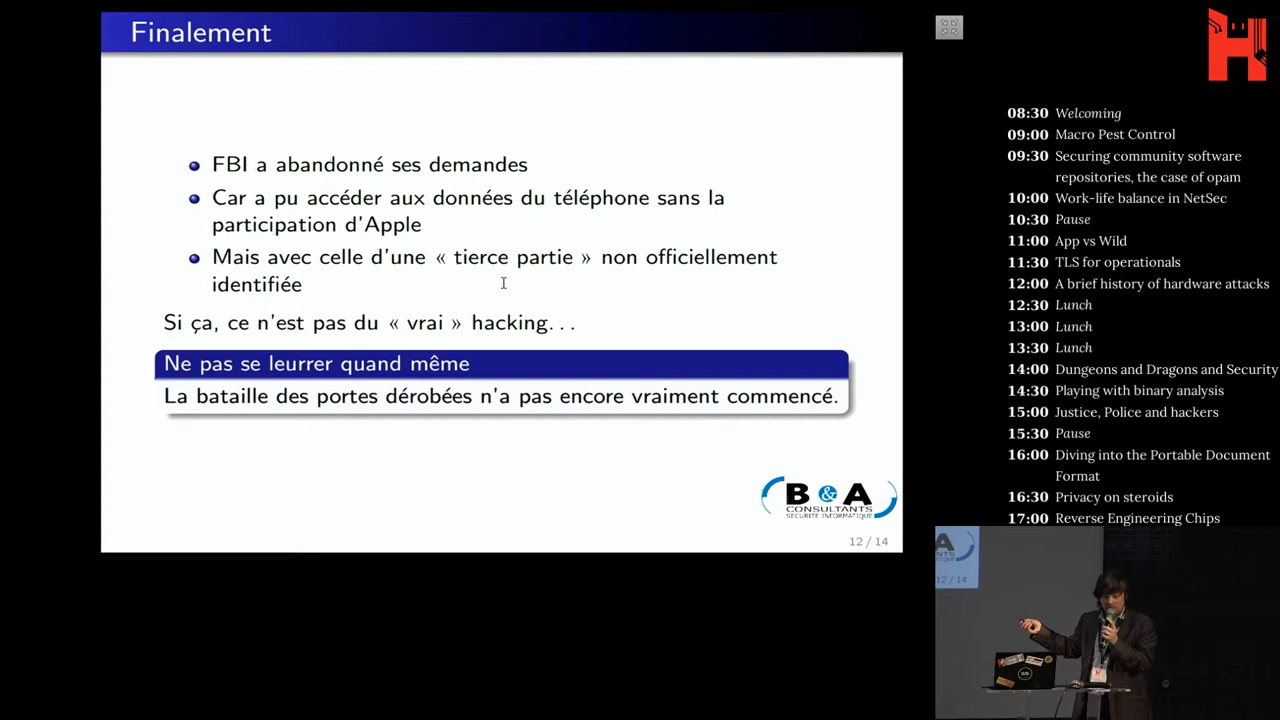 Finalement
FBI a abandonné ses demandes
Car a pu accéder aux données du téléphone sans la
participation d'Apple
Mais avec celle d'une « tierce partie » non officiellement
identifiée
Si ça, ce n'est pas du « vrai » hacking...
Ne pas se leurrer quand même
La bataille des portes dérobées n'a pas encore vraiment commencé.
B & A
CONSULTANTS
SÉCURITÉ INFORMATIQUE
12 / 14
08:30 Welcoming
09:00 Macro Pest Control
09:30 Securing community software
repositories, the case of opam
10:00 Work-life balance in NetSec
10:30 Pause
11:00 App vs Wild
11:30 TLS for operationals
12:00 A brief history of hardware attacks
12:30 Lunch
13:00 Lunch
13:30 Lunch
14:00 Dungeons and Dragons and Security
14:30 Playing with binary analysis
15:00 Justice, Police and hackers
15:30 Pause
16:00 Diving into the Portable Document
Format
16:30 Privacy on steroids
17:00 Reverse Engineering Chips
A
12 / 14